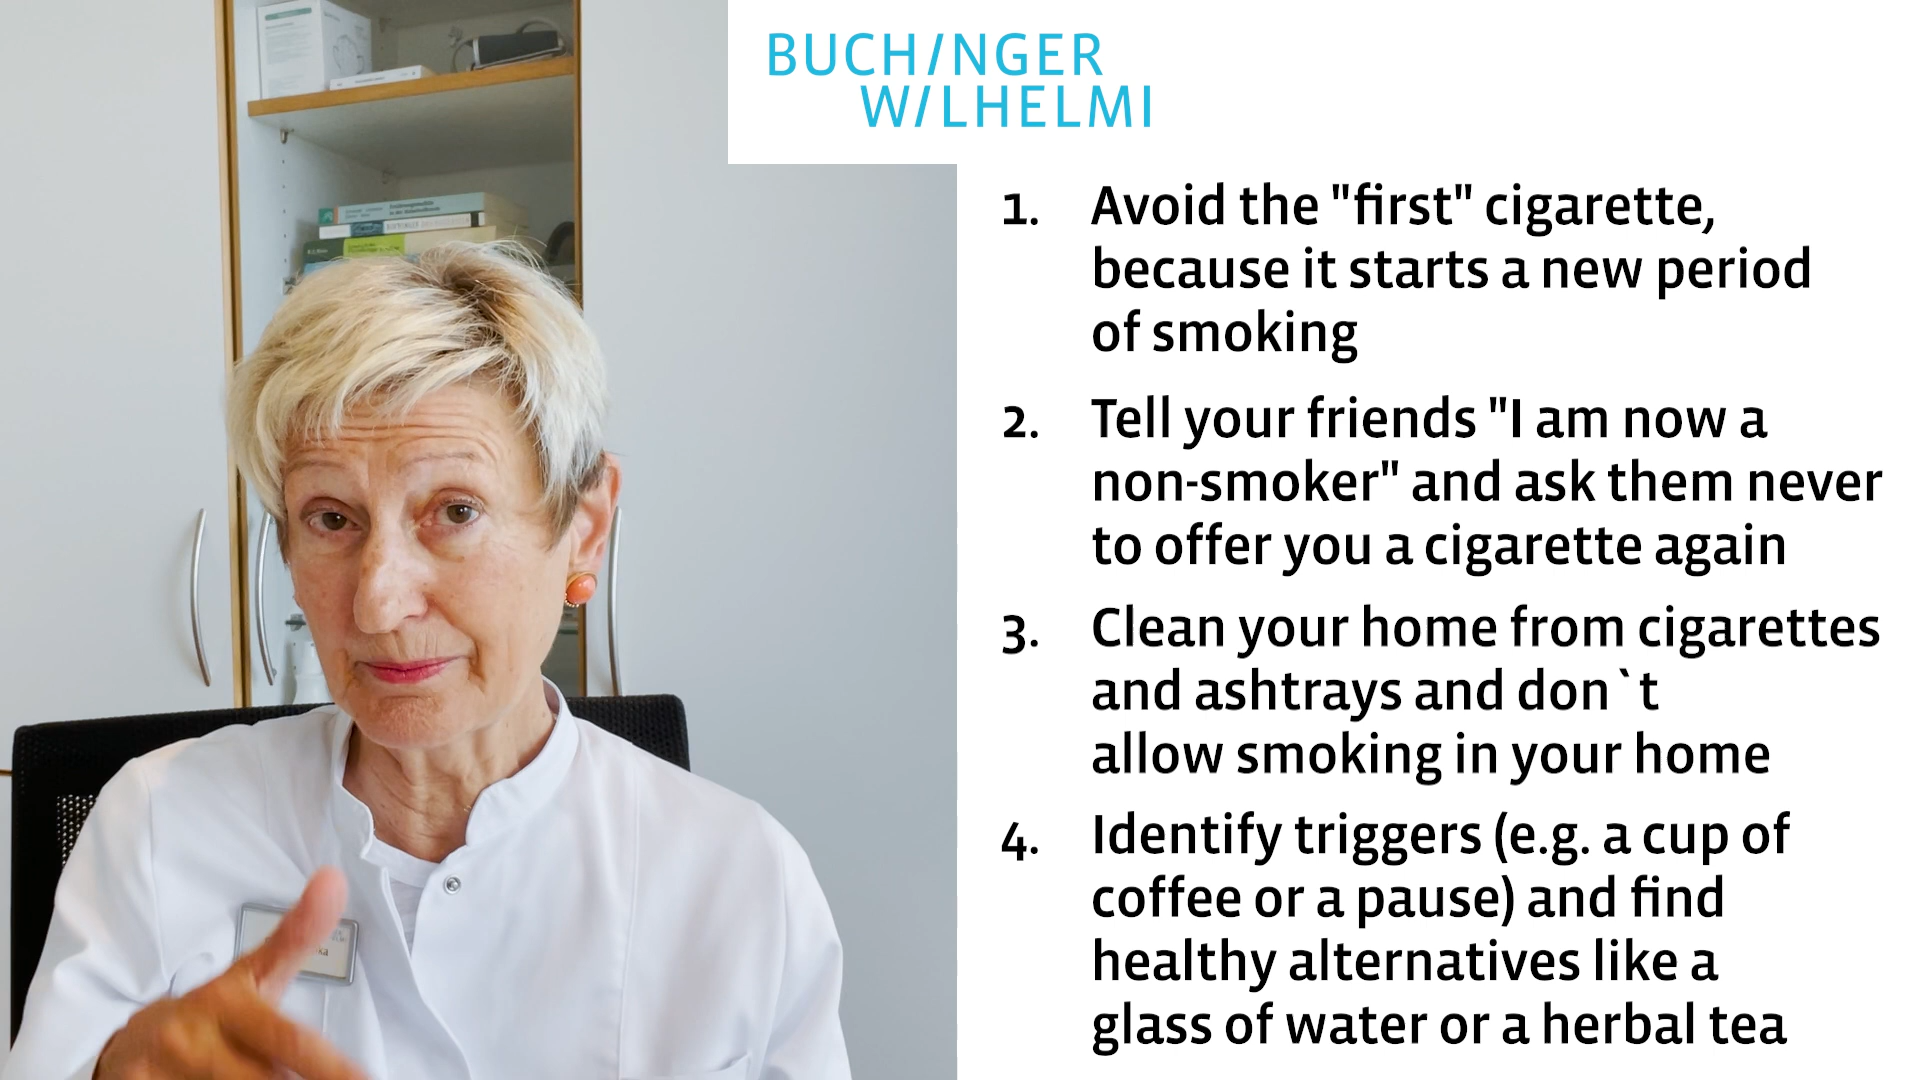 BUCHINGER
WILHELMI
1. Avoid the "first" cigarette,
because it starts a new period
of smoking
2. Tell your friends "I am now a
non-smoker" and ask them never
to offer you a cigarette again
3. Clean your home from cigarettes
and ashtrays and don`t
allow smoking in your home
4. Identify triggers (e.g. a cup of
coffee or a pause) and find
healthy alternatives like a
glass of water or a herbal tea